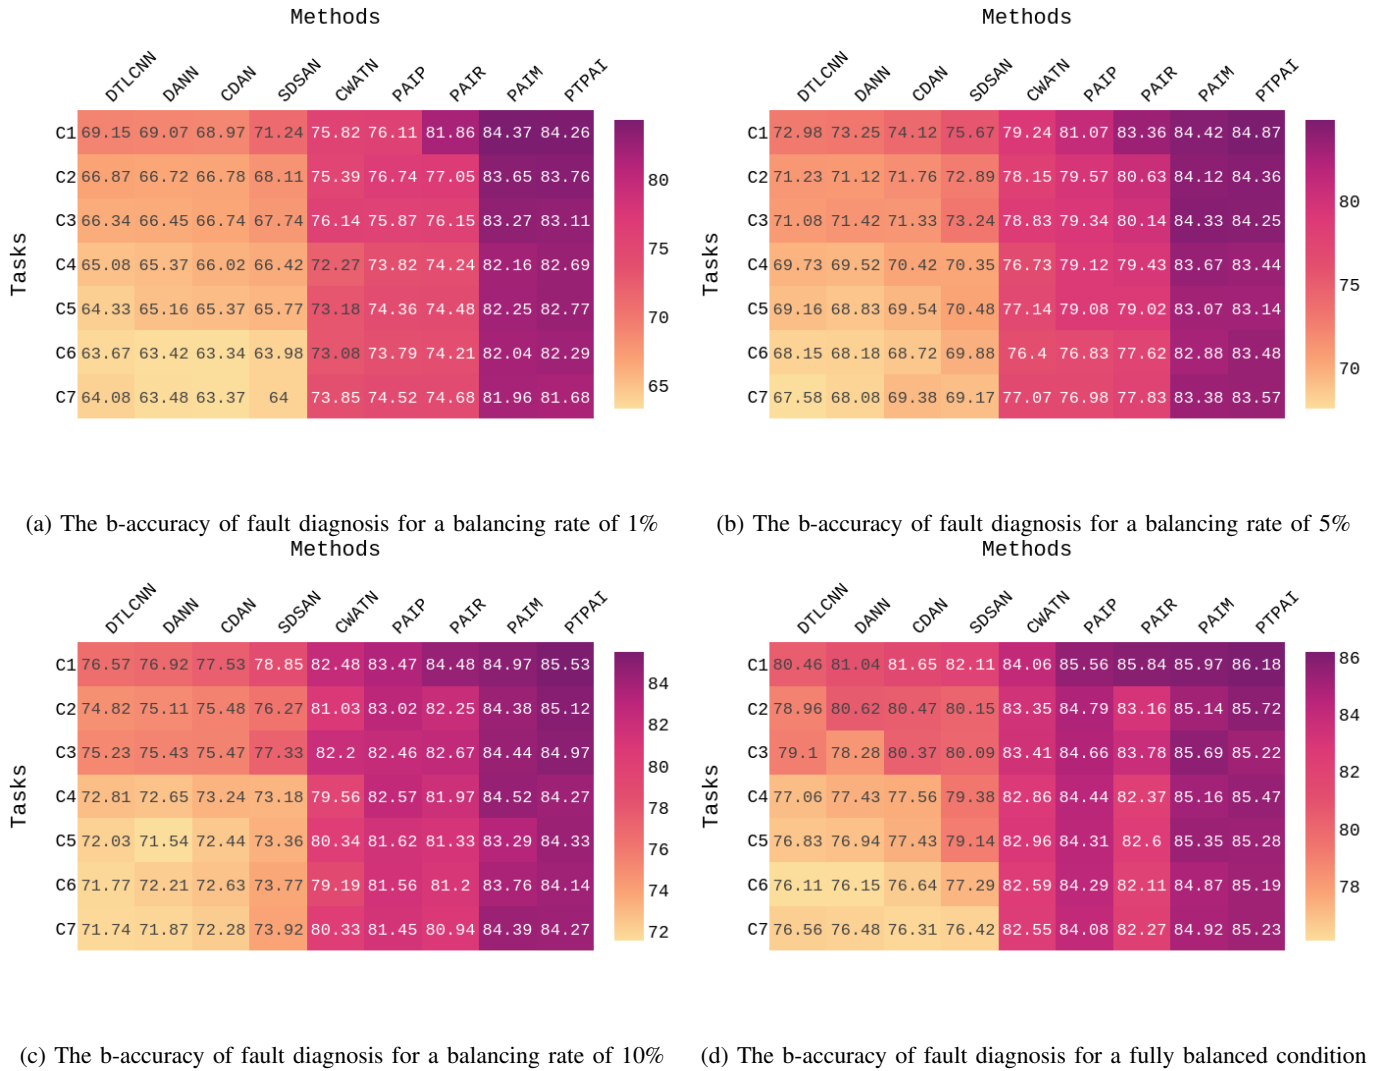 Methods
DTLCNN DANN CDAN SDSAN CWATN PAIP PAIR PAIM PTPAI
C1 69.15 69.07 68.97 71.24 75.82 76.11 81.86 84.37 84.26
C2 66.87 66.72 66.78 68.11 75.39 76.74 77.05 83.65 83.76
C3 66.34 66.45 66.74 67.74 76.14 75.87 76.15 83.27 83.11
C4 65.08 65.37 66.02 66.42 72.27 73.82 74.24 82.16 82.69
C5 64.33 65.16 65.37 65.77 73.18 74.36 74.48 82.25 82.77
C6 63.67 63.42 63.34 63.98 73.08 73.79 74.21 82.04 82.29
C7 64.08 63.48 63.37 64 73.85 74.52 74.68 81.96 81.68
Tasks
80
75
70
65
(a) The b-accuracy of fault diagnosis for a balancing rate of 1%
Methods
DTLCNN DANN CDAN SDSAN CWATN PAIP PAIR PAIM PTPAI
C1 72.98 73.25 74.12 75.67 79.24 81.07 83.36 84.42 84.87
C2 71.23 71.12 71.76 72.89 78.15 79.57 80.63 84.12 84.36
C3 71.08 71.42 71.33 73.24 78.83 79.34 80.14 84.33 84.25
C4 69.73 69.52 70.42 70.35 76.73 79.12 79.43 83.67 83.44
C5 69.16 68.83 69.54 70.48 77.14 79.08 79.02 83.07 83.14
C6 68.15 68.18 68.72 69.88 76.4 76.83 77.62 82.88 83.48
C7 67.58 68.08 69.38 69.17 77.07 76.98 77.83 83.38 83.57
Tasks
80
75
70
(b) The b-accuracy of fault diagnosis for a balancing rate of 5%
Methods
DTLCNN DANN CDAN SDSAN CWATN PAIP PAIR PAIM PTPAI
C1 76.57 76.92 77.53 78.85 82.48 83.47 84.48 84.97 85.53
C2 74.82 75.11 75.48 76.27 81.03 83.02 82.25 84.38 85.12
C3 75.23 75.43 75.47 77.33 82.2 82.46 82.67 84.44 84.97
C4 72.81 72.65 73.24 73.18 79.56 82.57 81.97 84.52 84.27
C5 72.03 71.54 72.44 73.36 80.34 81.62 81.33 83.29 84.33
C6 71.77 72.21 72.63 73.77 79.19 81.56 81.2 83.76 84.14
C7 71.74 71.87 72.28 73.92 80.33 81.45 80.94 84.39 84.27
Tasks
84
82
80
78
76
74
72
(c) The b-accuracy of fault diagnosis for a balancing rate of 10%
Methods
DTLCNN DANN CDAN SDSAN CWATN PAIP PAIR PAIM PTPAI
C1 80.46 81.04 81.65 82.11 84.06 85.56 85.84 85.97 86.18
C2 78.96 80.62 80.47 80.15 83.35 84.79 83.16 85.14 85.72
C3 79.1 78.28 80.37 80.09 83.41 84.66 83.78 85.69 85.22
C4 77.06 77.43 77.56 79.38 82.86 84.44 82.37 85.16 85.47
C5 76.83 76.94 77.43 79.14 82.96 84.31 82.6 85.35 85.28
C6 76.11 76.15 76.64 77.29 82.59 84.29 82.11 84.87 85.19
C7 76.56 76.48 76.31 76.42 82.55 84.08 82.27 84.92 85.23
Tasks
86
84
82
80
78
(d) The b-accuracy of fault diagnosis for a fully balanced condition